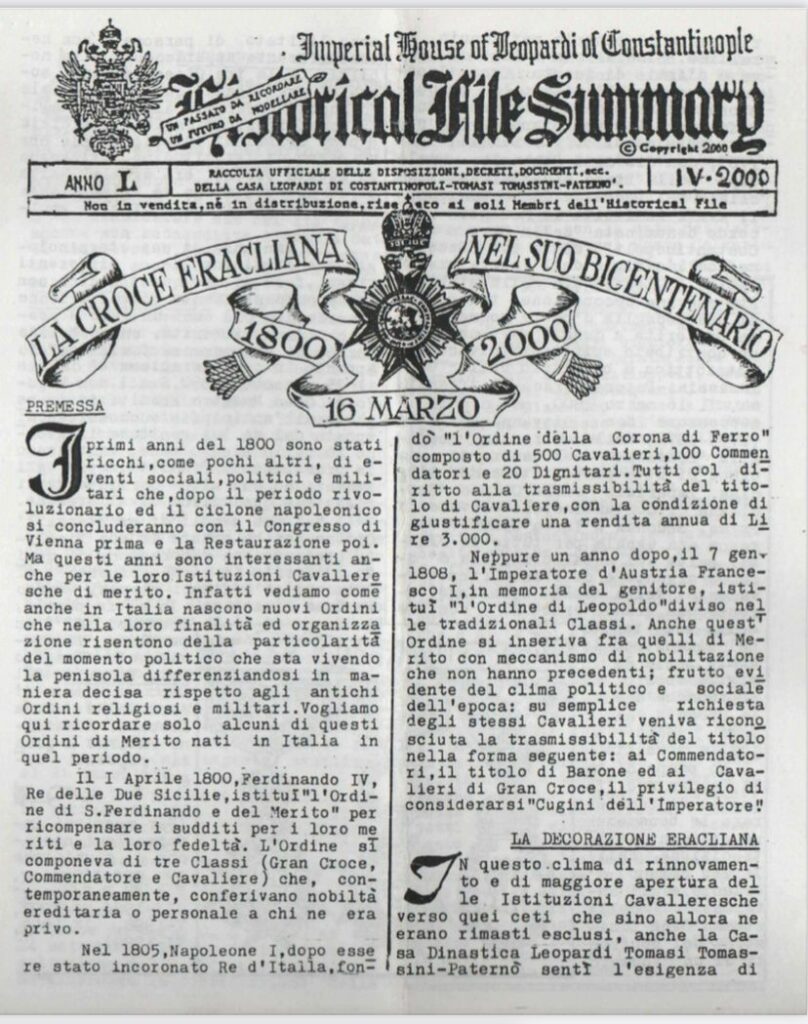 Imperial House of Leopardi of Constantinople
UN PASSATO DA RICORDARE
UN FUTURO DA MODELLARE
Historical File Summary
© Copyright 2000
ANNO L
RACCOLTA UFFICIALE DELLE DISPOSIZIONI,DECRETI,DOCUMENTI,ecc.
DELLA CASA LEOPARDI DI COSTANTINOPOLI-TOMASI TOMASSINI-PATERNO'.
IV·2000
Non in vendita,né in distribuzione, ai soli Membri dell'Historical File
LA CROCE ERACLIANA
NEL SUO BICENTENARIO
1800
2000
16 MARZO
PREMESSA
I primi anni del 1800 sono stati
ricchi,come pochi altri, di e-
venti sociali,politici e mili-
tari che,dopo il periodo rivo-
luzionario ed il ciclone napoleonico
si concluderanno con il Congresso di
Vienna prima e la Restaurazione poi.
Ma questi anni sono interessanti an-
che per le loro Istituzioni Cavallere
sche di merito. Infatti vediamo come
anche in Italia nascono nuovi Ordini
che nella loro finalità ed organizza
zione risentono della particolarità
del momento politico che sta vivendo
la penisola differenziandosi in ma-
niera decisa rispetto agli antichi
Ordini religiosi e militari.Vogliamo
qui ricordare solo alcuni di questi
Ordini di Merito nati in Italia in
quel periodo.
Il I Aprile 1800,Ferdinando IV,
Re delle Due Sicilie,istituì"l'Ordi-
ne di S.Ferdinando e del Merito" per
ricompensare i sudditi per i loro me
riti e la loro fedeltà. L'Ordine si
componeva di tre Classi (Gran Croce,
Commendatore e Cavaliere) che, con-
temporaneamente, conferivano nobiltà
ereditaria o personale a chi ne era
privo.
Nel 1805,Napoleone I,dopo esse
re stato incoronato Re d'Italla,fon-
dò "l'Ordine della Corona di Ferro"
composto di 500 Cavalieri,100 Commen
datori e 20 Dignitari.Tutti col di-
ritto alla trasmissibilità del tito-
lo di Cavaliere,con la condizione di
giustificare una rendita annua di Li
re 3.000.
Neppure un anno dopo,il 7 gen.
1808, l'Imperatore d'Austria France-
sco I,in memoria del genitore, isti-
tuì "l'Ordine di Leopoldo"diviso nel
le tradizionali Classi. Anche quest'
Ordine si inseriva fra quelli di Me-
rito con meccanismo di nobilitazione
che non hanno precedenti; frutto evi
dente del clima politico e sociale
dell'epoca: su semplice richiesta
degli stessi Cavalieri veniva ricono
sciuta la trasmissibilità del titolo
nella forma seguente: ai Commendato-
ri,il titolo di Barone ed ai Cava-
lieri di Gran Croce,il privilegio di
considerarsi"Cugini dell'Imperatore"
LA DECORAZIONE ERACLIANA
IN questo clima di rinnovamen-
to e di maggiore apertura del
le Istituzioni Cavalleresche
verso quei ceti che sino allora ne
erano rimasti esclusi, anche la Ca-
sa Dinastica Leopardi Tomasi Tomas-
sini-Paternò sentì l'esigenza di